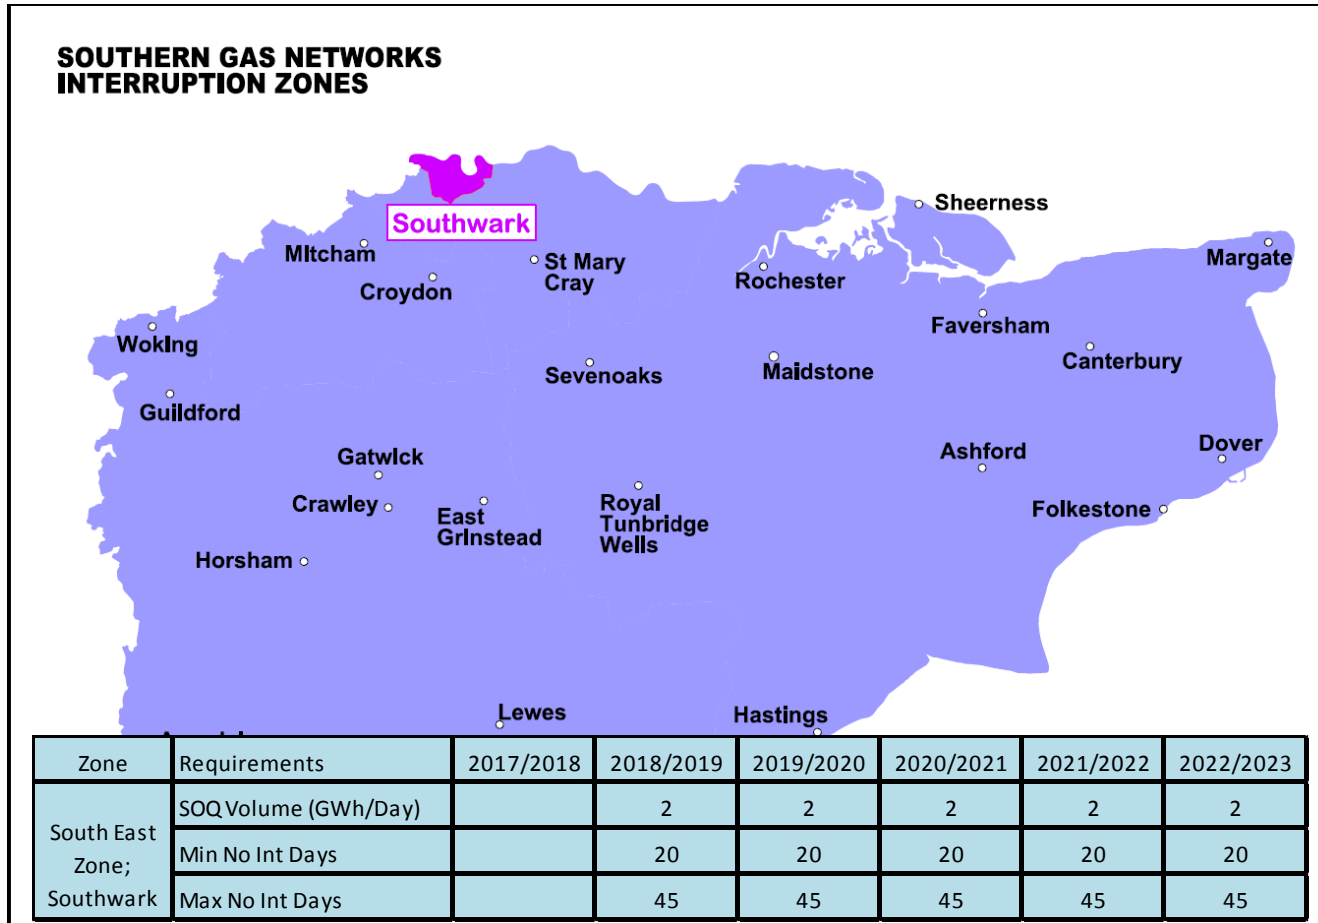 SOUTHERN GAS NETWORKS
INTERRUPTION ZONES
Southwark
Sheerness
Margate
MItcham
St Mary
Cray
Croydon
Rochester
Faversham
WokIng
Canterbury
Sevenoaks
Maidstone
Guildford
GatwIck
Ashford
Dover
Crawley
East
GrInstead
Royal
Tunbridge
Wells
Folkestone
Horsham
Lewes
Hastings
Zone Requirements 2017/2018 2018/2019 2019/2020 2020/2021 2021/2022 2022/2023
South East
Zone;
Southwark
SOQ Volume (GWh/Day) 2 2 2 2 2
Min No Int Days 20 20 20 20 20
Max No Int Days 45 45 45 45 45